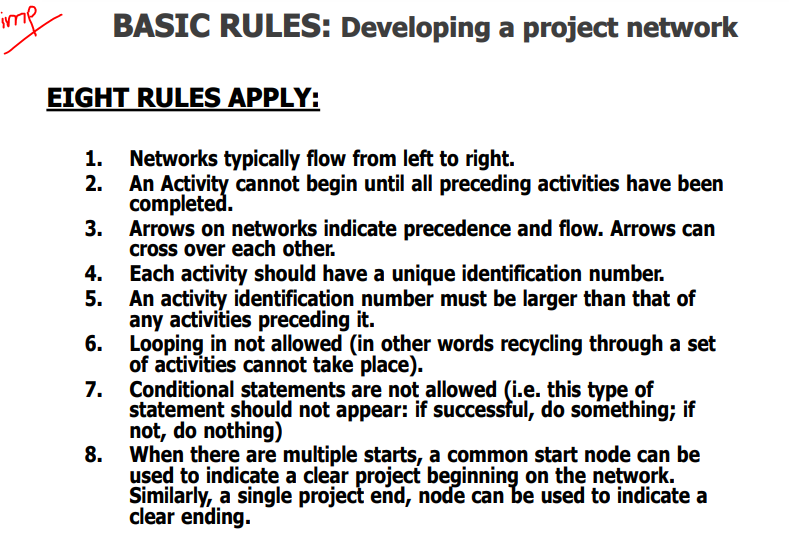 imp
BASIC RULES: Developing a project network
EIGHT RULES APPLY:
1. Networks typically flow from left to right.
2. An Activity cannot begin until all preceding activities have been
completed.
3. Arrows on networks indicate precedence and flow. Arrows can
cross over each other.
4. Each activity should have a unique identification number.
5. An activity identification number must be larger than that of
any activities preceding it.
6. Looping in not allowed (in other words recycling through a set
of activities cannot take place).
7. Conditional statements are not allowed (i.e. this type of
statement should not appear: if successful, do something; if
not, do nothing)
8. When there are multiple starts, a common start node can be
used to indicate a clear project beginning on the network.
Similarly, a single project end, node can be used to indicate a
clear ending.